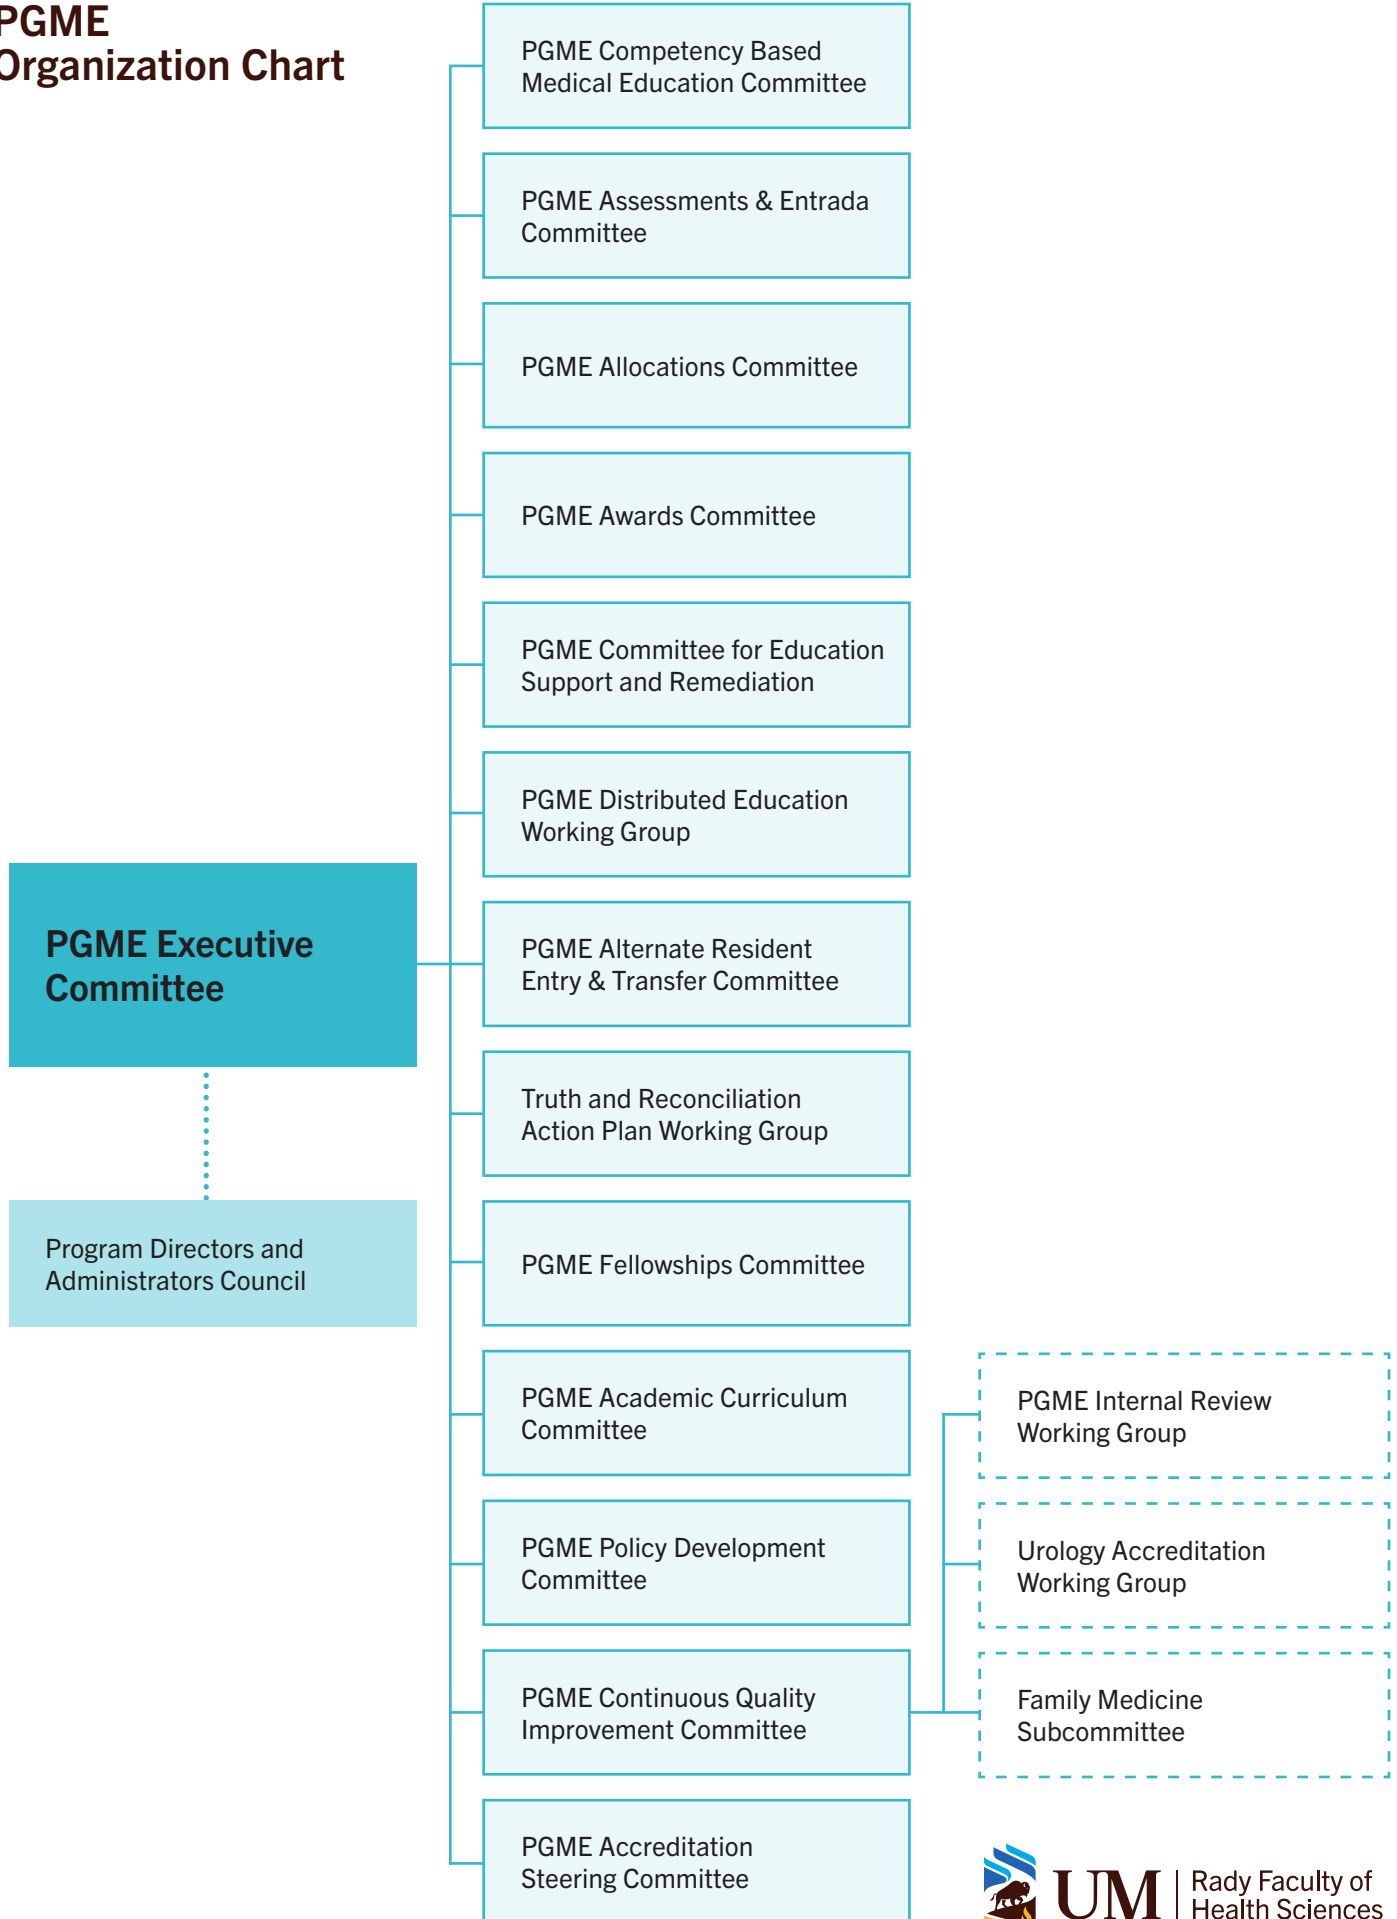 PGME
Organization Chart
PGME Competency Based
Medical Education Committee
PGME Assessments & Entrada
Committee
PGME Allocations Committee
PGME Awards Committee
PGME Committee for Education
Support and Remediation
PGME Distributed Education
Working Group
PGME Executive
Committee
PGME Alternate Resident
Entry & Transfer Committee
Truth and Reconciliation
Action Plan Working Group
Program Directors and
Administrators Council
PGME Fellowships Committee
PGME Academic Curriculum
Committee
PGME Internal Review
Working Group
PGME Policy Development
Committee
Urology Accreditation
Working Group
PGME Continuous Quality
Improvement Committee
Family Medicine
Subcommittee
PGME Accreditation
Steering Committee
UM
Rady Faculty of
Health Sciences